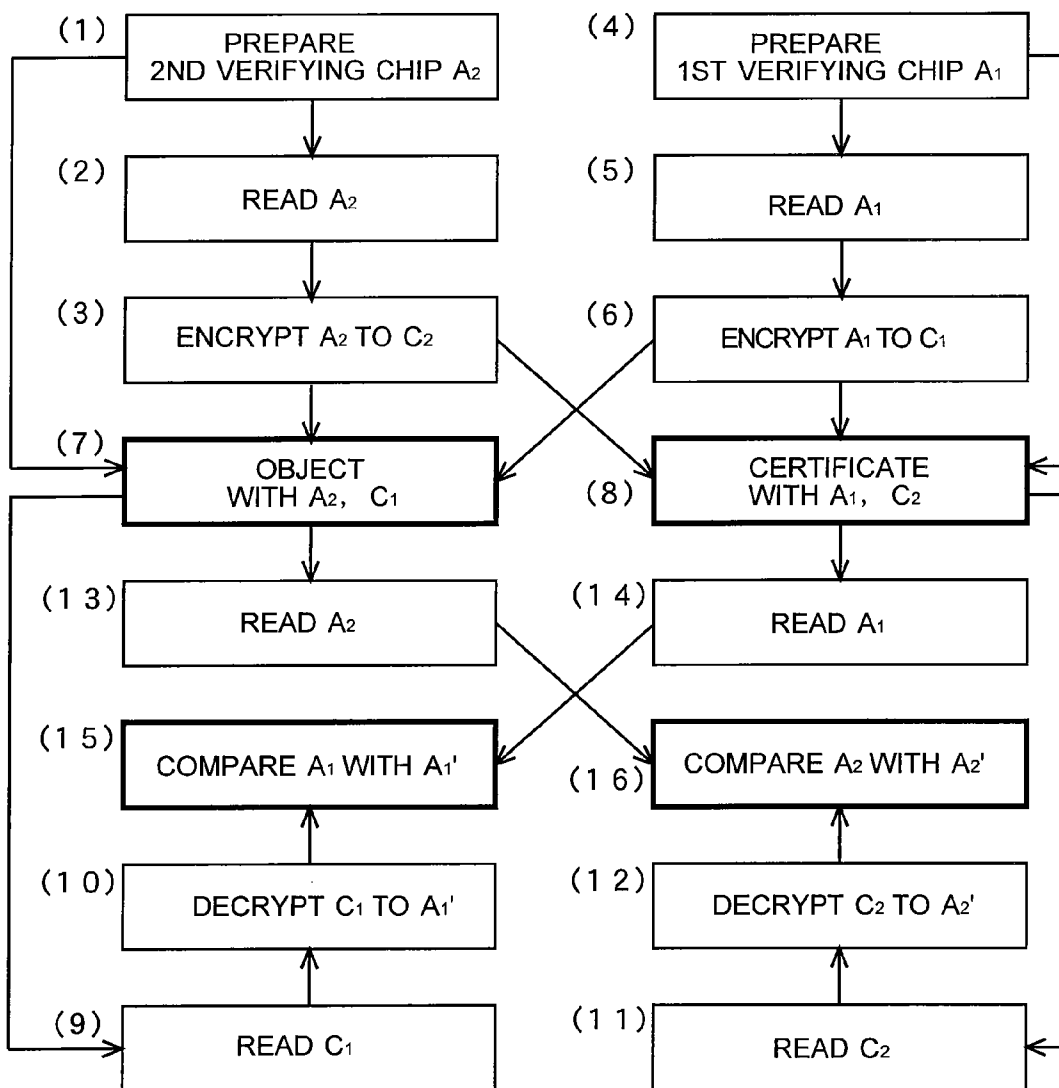 (1)
PREPARE
2ND VERIFYING CHIP A₂
(4)
PREPARE
1ST VERIFYING CHIP A₁
(2)
READ A₂
(5)
READ A₁
(3)
ENCRYPT A₂ TO C₂
(6)
ENCRYPT A₁ TO C₁
(7)
OBJECT
WITH A₂, C₁
(8)
CERTIFICATE
WITH A₁, C₂
(13)
READ A₂
(14)
READ A₁
(15)
COMPARE A₁ WITH A₁'
(16)
COMPARE A₂ WITH A₂'
(10)
DECRYPT C₁ TO A₁'
(12)
DECRYPT C₂ TO A₂'
(9)
READ C₁
(11)
READ C₂